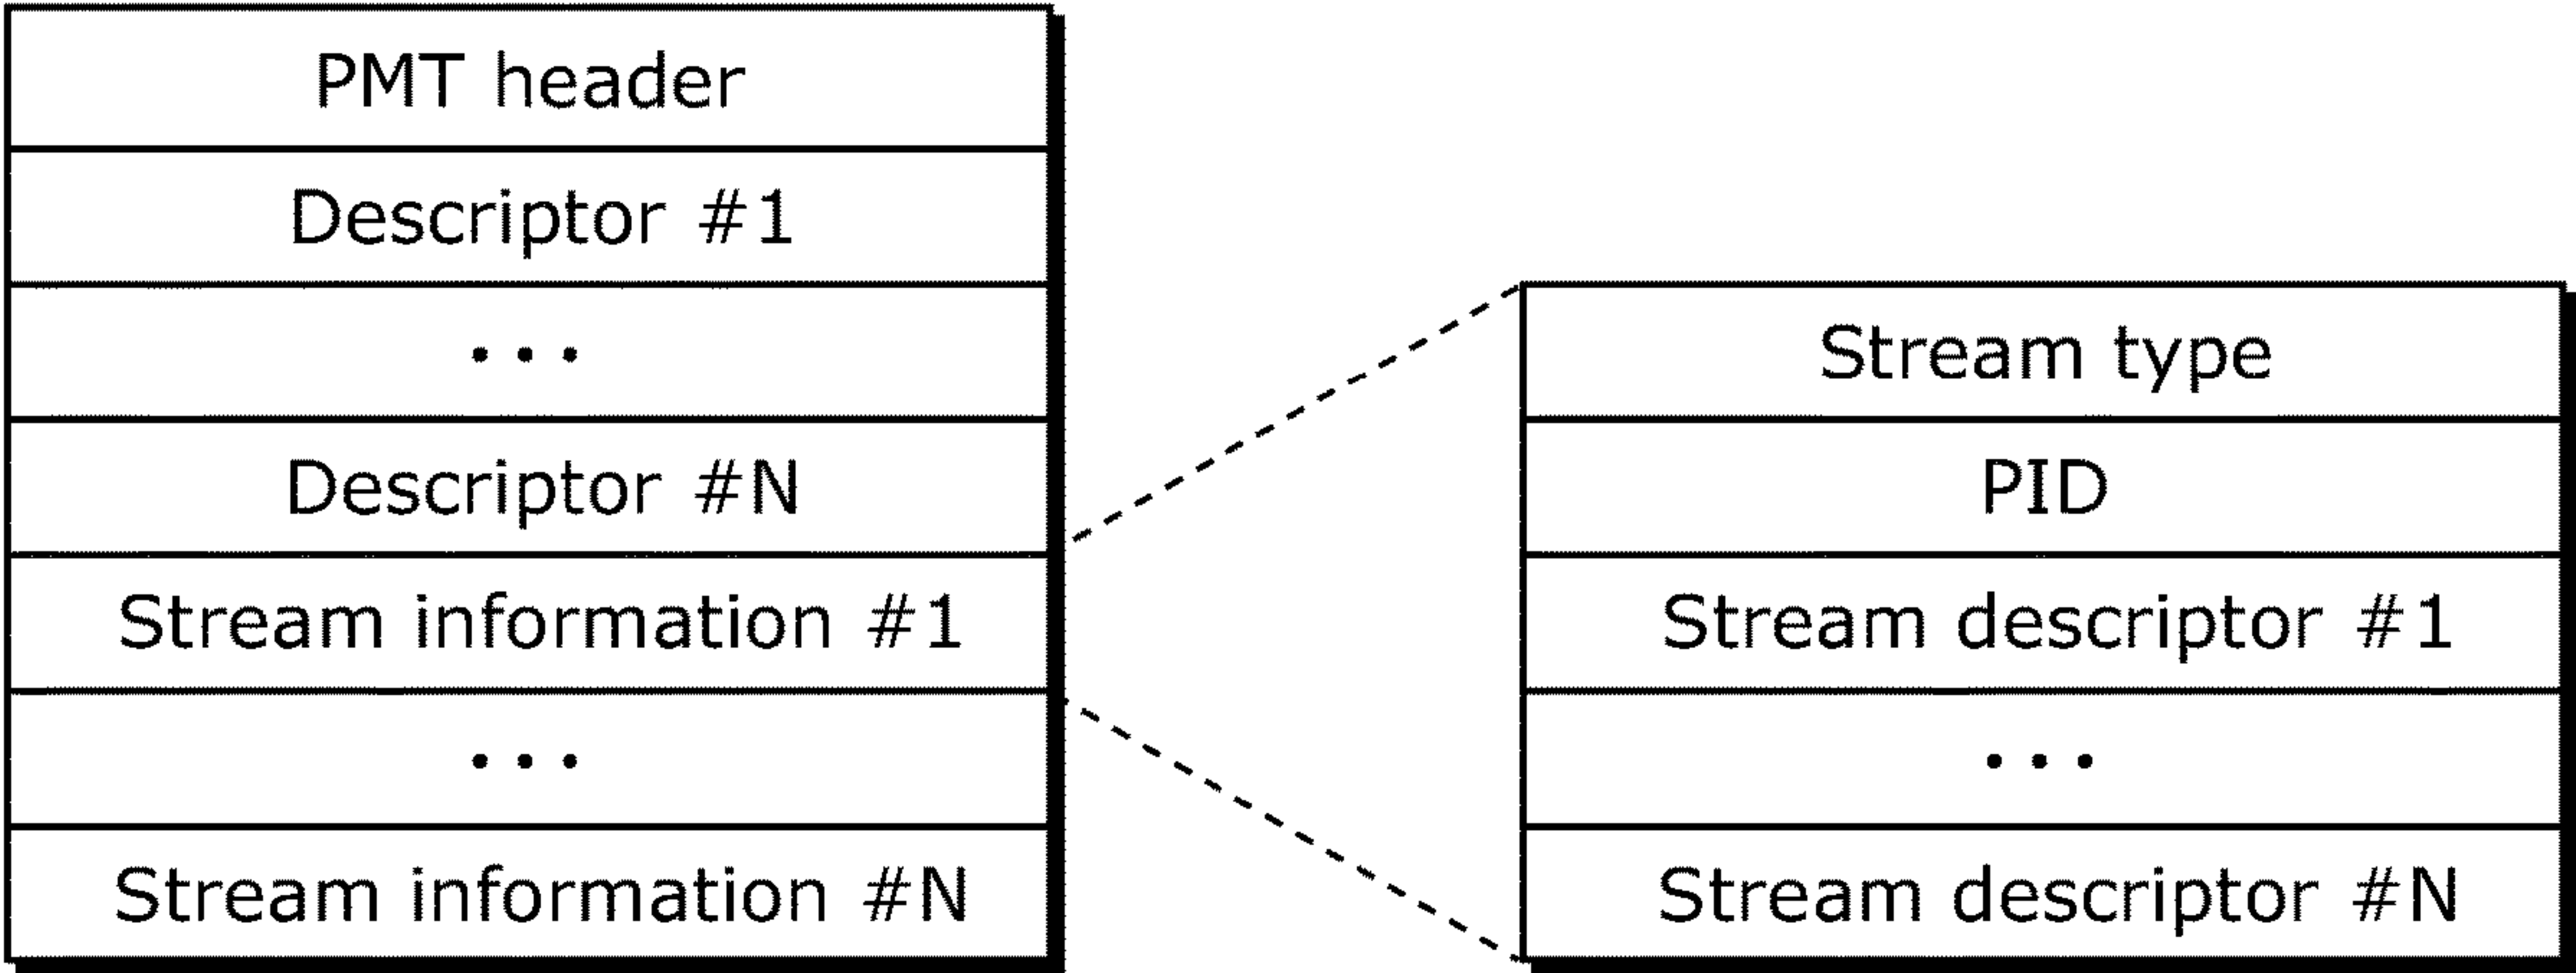 PMT header
Descriptor #1
...
Descriptor #N
Stream information #1
...
Stream information #N
Stream type
PID
Stream descriptor #1
...
Stream descriptor #N